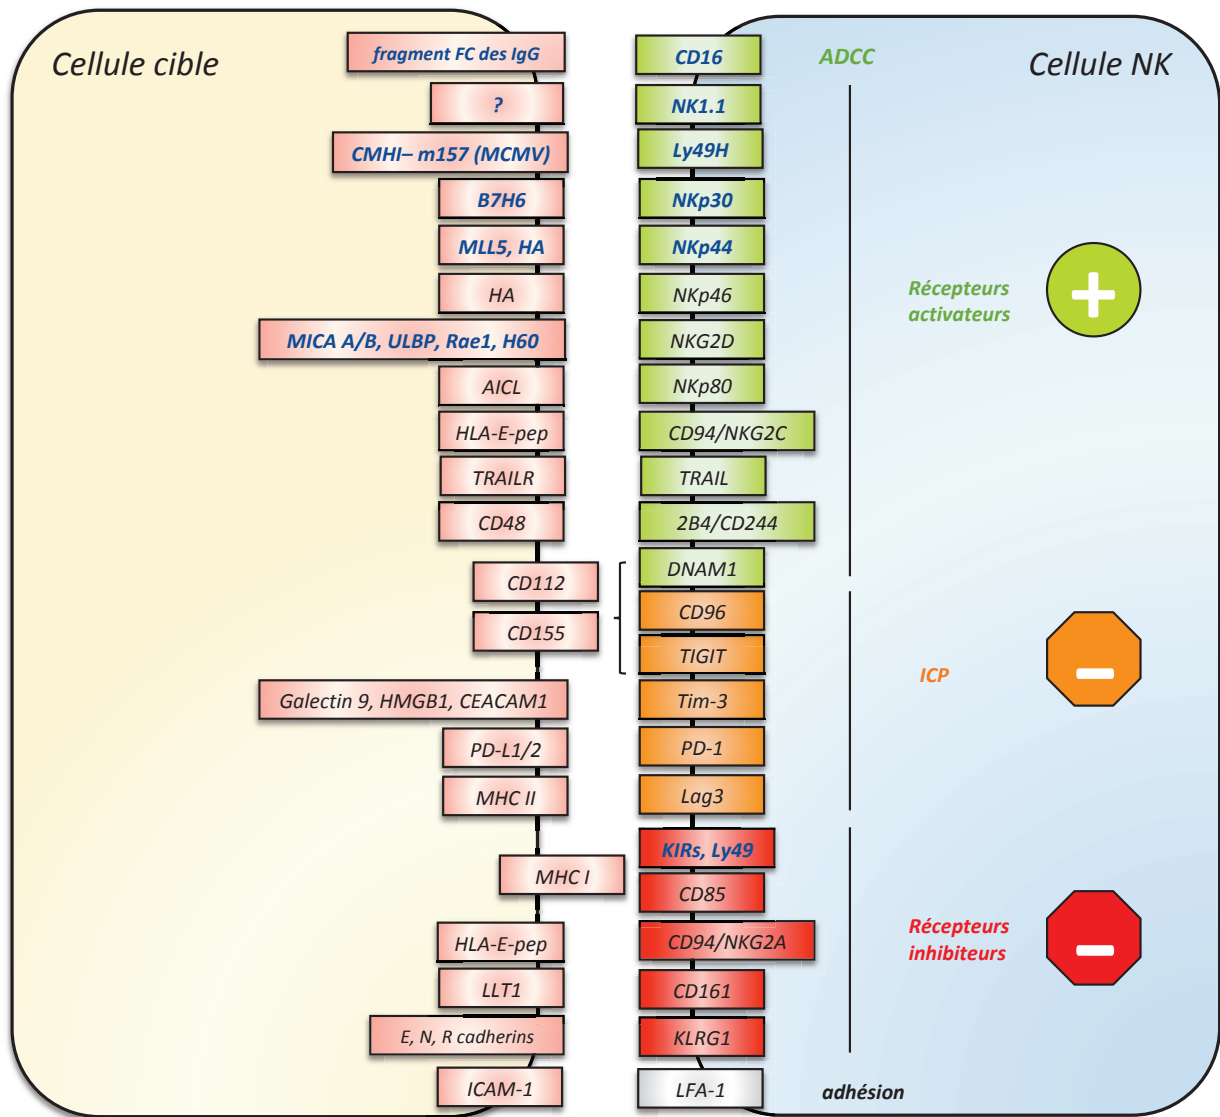 Cellule cible
Cellule NK
fragment FC des IgG
CD16
ADCC
?
NK1.1
CMHI– m157 (MCMV)
Ly49H
B7H6
NKp30
MLL5, HA
NKp44
HA
NKp46
Récepteurs
activateurs
MICA A/B, ULBP, Rae1, H60
NKG2D
AICL
NKp80
HLA-E-pep
CD94/NKG2C
TRAILR
TRAIL
CD48
2B4/CD244
CD112
DNAM1
CD155
CD96
TIGIT
ICP
Galectin 9, HMGB1, CEACAM1
Tim-3
PD-L1/2
PD-1
MHC II
Lag3
MHC I
KIRs, Ly49
CD85
HLA-E-pep
CD94/NKG2A
Récepteurs
inhibiteurs
LLT1
CD161
E, N, R cadherins
KLRG1
ICAM-1
LFA-1
adhésion